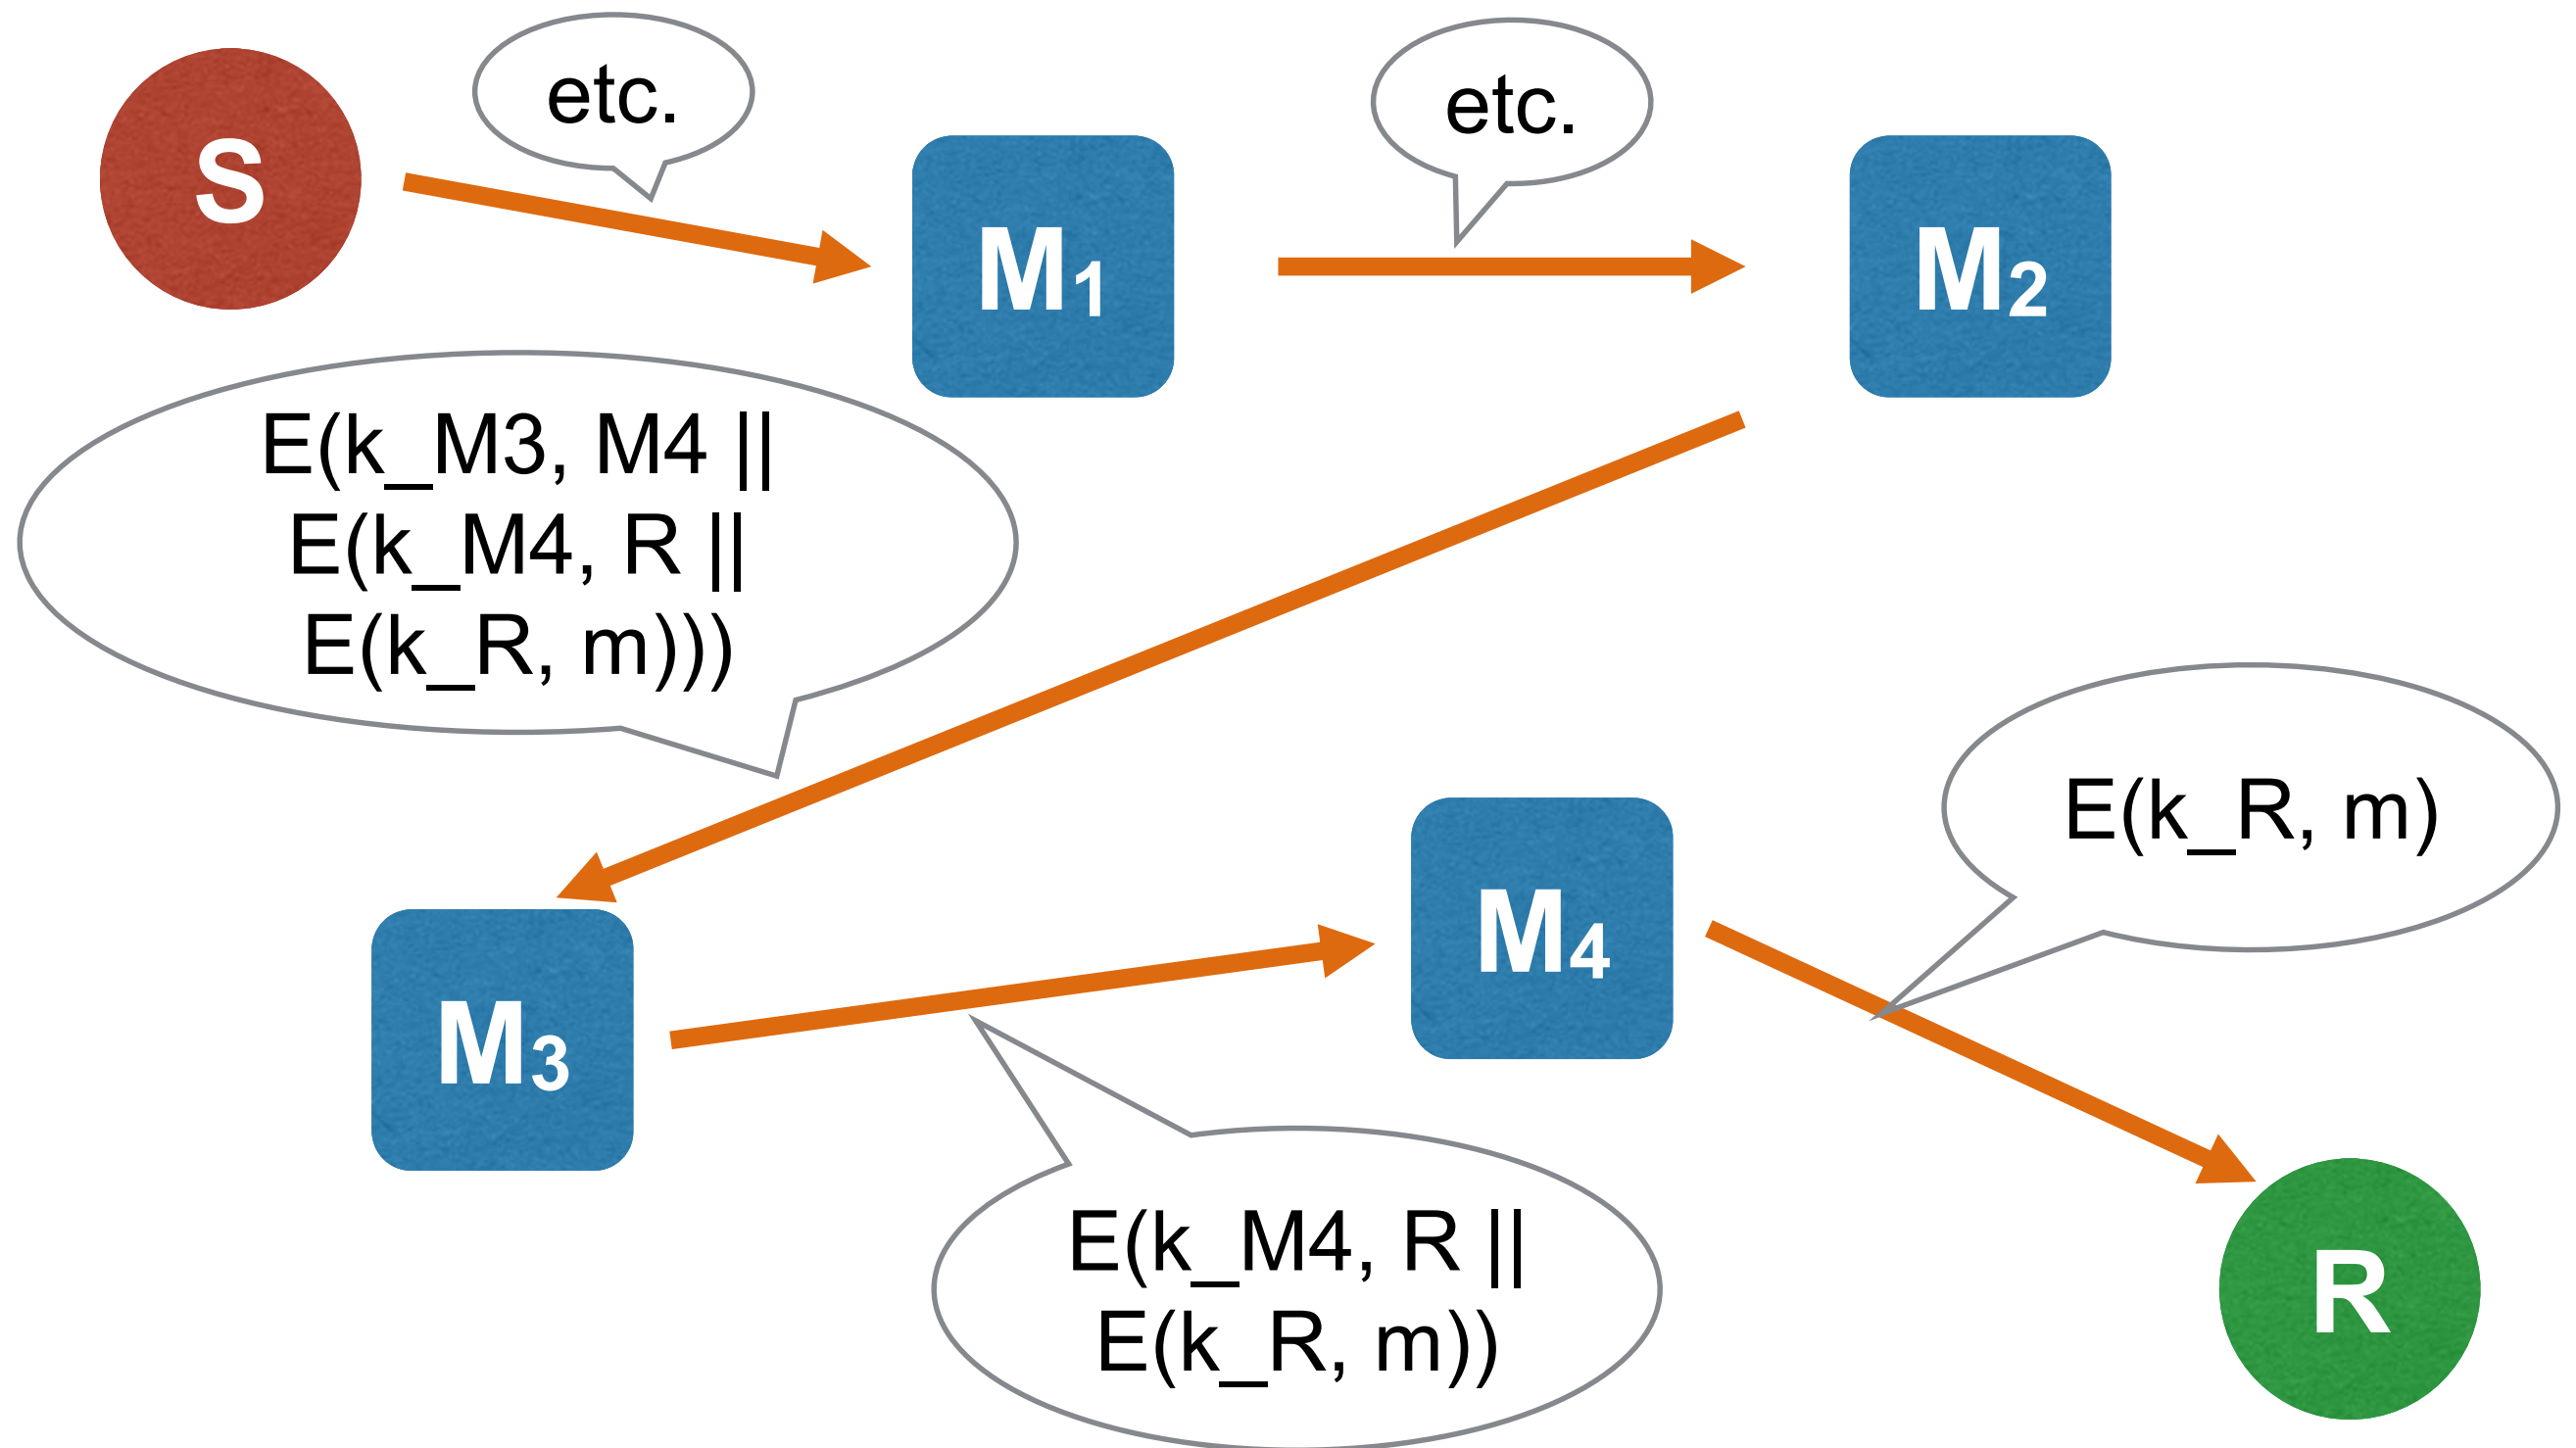 S
etc.
etc.
M1
M2
E(k_M3, M4 ||
E(k_M4, R ||
E(k_R, m)))
E(k_R, m)
M4
M3
E(k_M4, R ||
E(k_R, m))
R